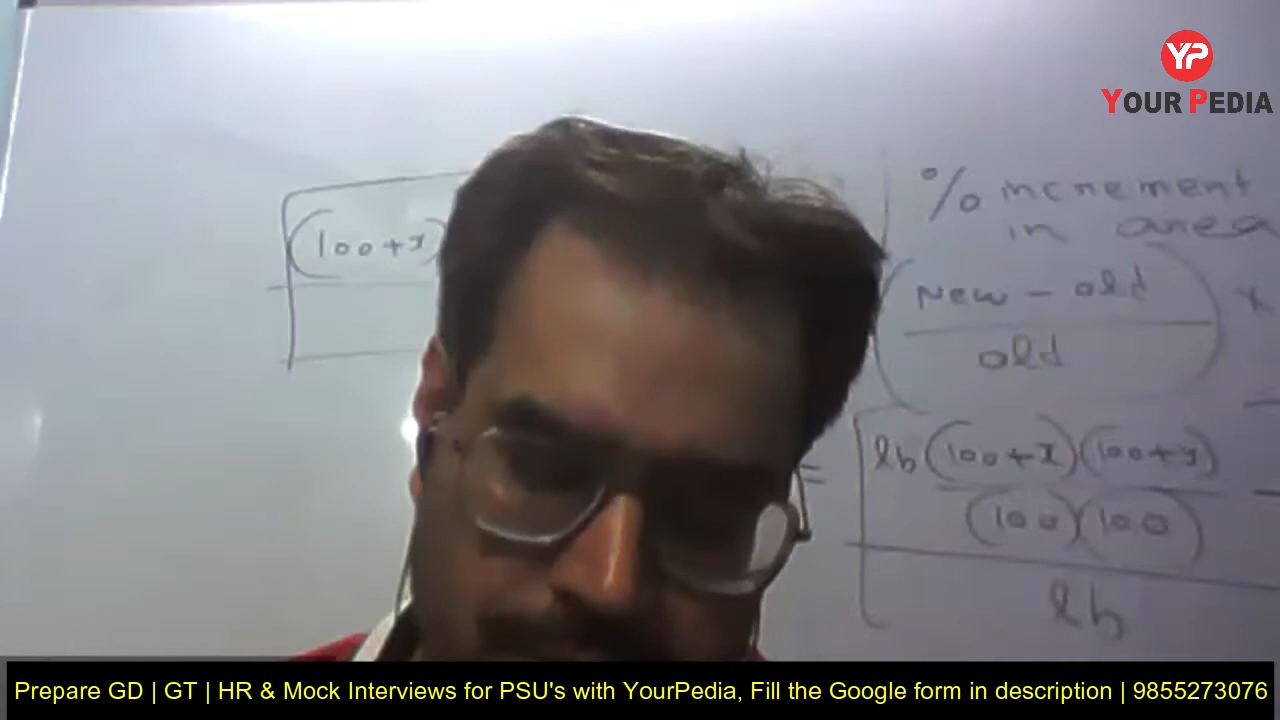 YP
YOUR PEDIA
% increment
in area
(100+x)
(New - old) x
old
= [lb(100+x)(100+y) -
(100)(100)
lb
Prepare GD | GT | HR & Mock Interviews for PSU's with YourPedia, Fill the Google form in description | 9855273076